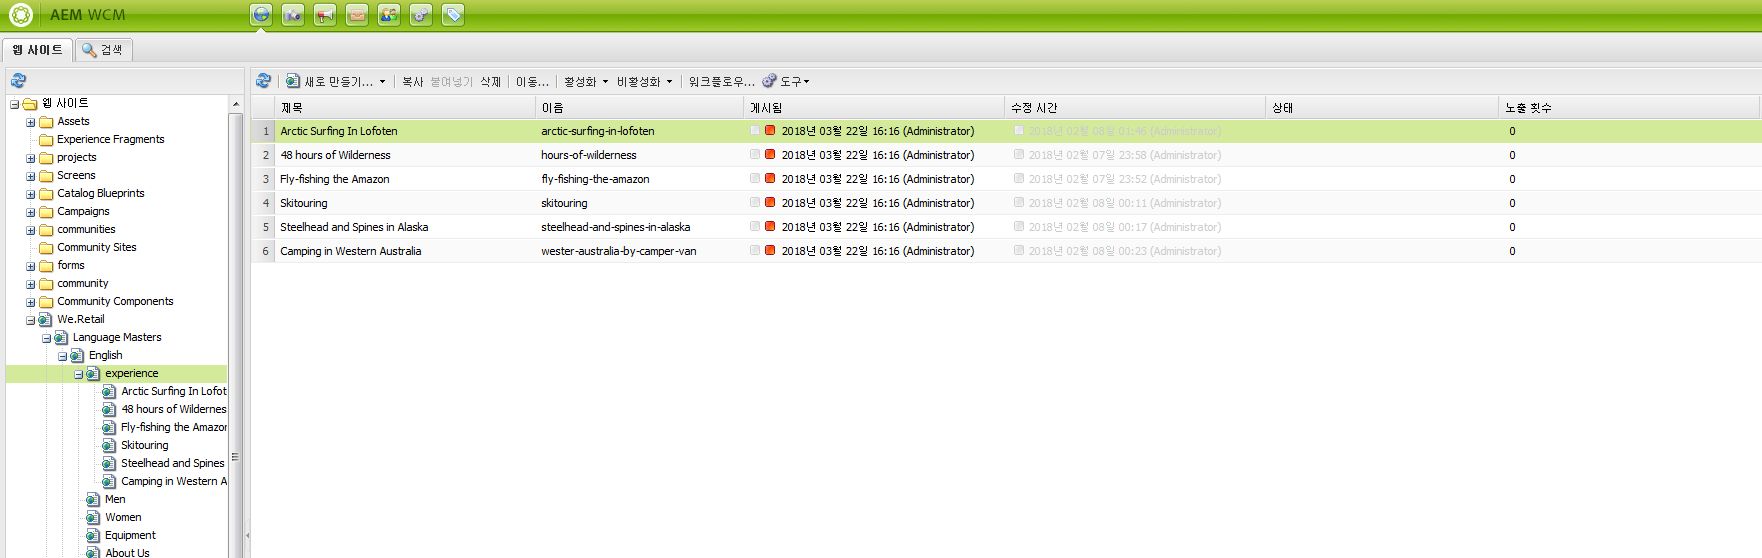 AEM WCM
웹 사이트 검색
새로 만들기... 복사 붙여넣기 삭제 이동... 활성화 비활성화 워크플로우... 도구
웹 사이트
Assets
Experience Fragments
projects
Screens
Catalog Blueprints
Campaigns
communities
Community Sites
forms
community
Community Components
We.Retail
Language Masters
English
experience
Arctic Surfing In Lofot
48 hours of Wildernes
Fly-fishing the Amazor
Skitouring
Steelhead and Spines
Camping in Western A
Men
Women
Equipment
About Us
제목 이름 게시됨 수정 시간 상태 노출 횟수
1 Arctic Surfing In Lofoten arctic-surfing-in-lofoten 2018년 03월 22일 16:16 (Administrator) 2018년 02월 08일 01:46 (Administrator) 0
2 48 hours of Wilderness hours-of-wilderness 2018년 03월 22일 16:16 (Administrator) 2018년 02월 07일 23:58 (Administrator) 0
3 Fly-fishing the Amazon fly-fishing-the-amazon 2018년 03월 22일 16:16 (Administrator) 2018년 02월 07일 23:52 (Administrator) 0
4 Skitouring skitouring 2018년 03월 22일 16:16 (Administrator) 2018년 02월 08일 00:11 (Administrator) 0
5 Steelhead and Spines in Alaska steelhead-and-spines-in-alaska 2018년 03월 22일 16:16 (Administrator) 2018년 02월 08일 00:17 (Administrator) 0
6 Camping in Western Australia wester-australia-by-camper-van 2018년 03월 22일 16:16 (Administrator) 2018년 02월 08일 00:23 (Administrator) 0